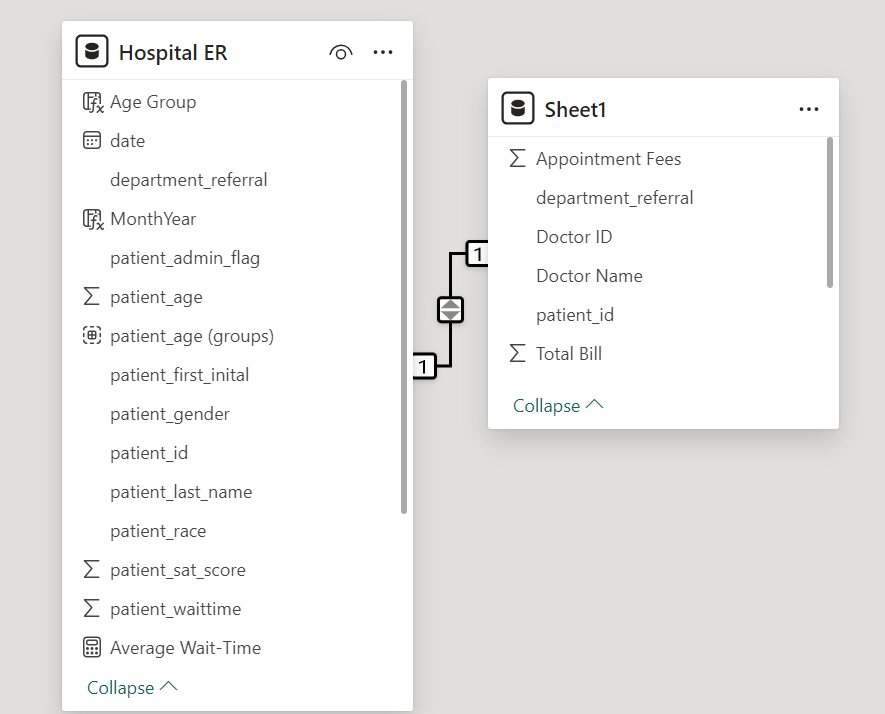 Hospital ER
Age Group
date
department_referral
MonthYear
patient_admin_flag
patient_age
patient_age (groups)
patient_first_inital
patient_gender
patient_id
patient_last_name
patient_race
patient_sat_score
patient_waittime
Average Wait-Time
Collapse
1
1
Sheet1
Appointment Fees
department_referral
Doctor ID
Doctor Name
patient_id
Total Bill
Collapse